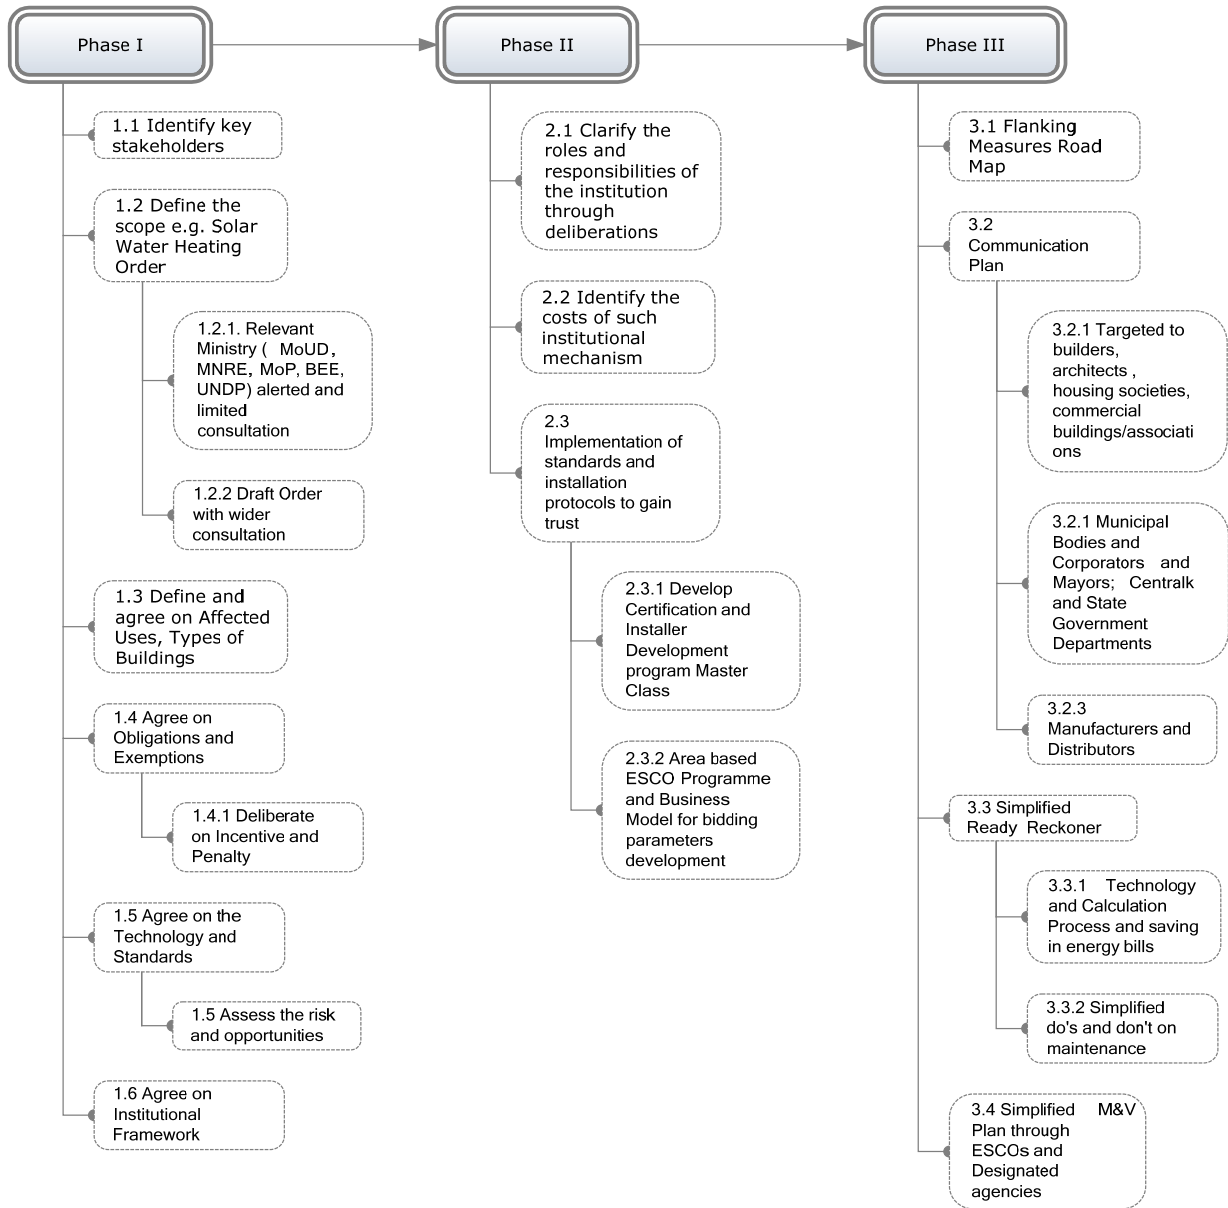 Phase I
Phase II
Phase III
1.1 Identify key
stakeholders
1.2 Define the
scope e.g. Solar
Water Heating
Order
1.2.1. Relevant
Ministry ( MoUD,
MNRE, MoP, BEE,
UNDP) alerted and
limited
consultation
1.2.2 Draft Order
with wider
consultation
1.3 Define and
agree on Affected
Uses, Types of
Buildings
1.4 Agree on
Obligations and
Exemptions
1.4.1 Deliberate
on Incentive and
Penalty
1.5 Agree on the
Technology and
Standards
1.5 Assess the risk
and opportunities
1.6 Agree on
Institutional
Framework
2.1 Clarify the
roles and
responsibilities of
the institution
through
deliberations
2.2 Identify the
costs of such
institutional
mechanism
2.3
Implementation of
standards and
installation
protocols to gain
trust
2.3.1 Develop
Certification and
Installer
Development
program Master
Class
2.3.2 Area based
ESCO Programme
and Business
Model for bidding
parameters
development
3.1 Flanking
Measures Road
Map
3.2
Communication
Plan
3.2.1 Targeted to
builders,
architects ,
housing societies,
commercial
buildings/associati
ons
3.2.1 Municipal
Bodies and
Corporators and
Mayors; Centralk
and State
Government
Departments
3.2.3
Manufacturers and
Distributors
3.3 Simplified
Ready Reckoner
3.3.1 Technology
and Calculation
Process and saving
in energy bills
3.3.2 Simplified
do's and don't on
maintenance
3.4 Simplified M&V
Plan through
ESCOs and
Designated
agencies